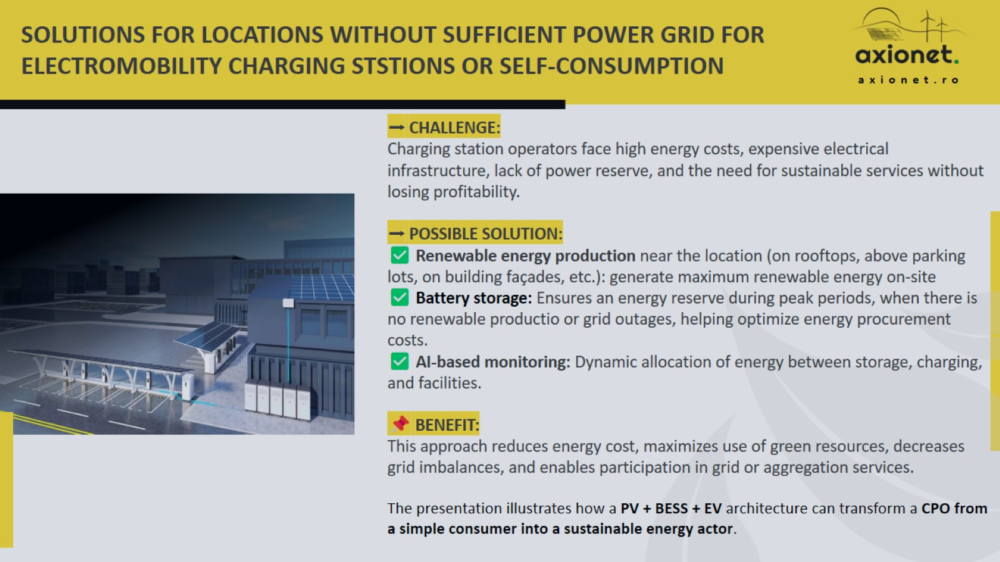 SOLUTIONS FOR LOCATIONS WITHOUT SUFFICIENT POWER GRID FOR
ELECTROMOBILITY CHARGING STSTIONS OR SELF-CONSUMPTION
axionet.
axionet.ro
→ CHALLENGE:
Charging station operators face high energy costs, expensive electrical
infrastructure, lack of power reserve, and the need for sustainable services without
losing profitability.
→ POSSIBLE SOLUTION:
✅ Renewable energy production near the location (on rooftops, above parking
lots, on building façades, etc.): generate maximum renewable energy on-site
✅ Battery storage: Ensures an energy reserve during peak periods, when there is
no renewable productio or grid outages, helping optimize energy procurement
costs.
✅ AI-based monitoring: Dynamic allocation of energy between storage, charging,
and facilities.
📌 BENEFIT:
This approach reduces energy cost, maximizes use of green resources, decreases
grid imbalances, and enables participation in grid or aggregation services.
The presentation illustrates how a PV + BESS + EV architecture can transform a CPO from
a simple consumer into a sustainable energy actor.